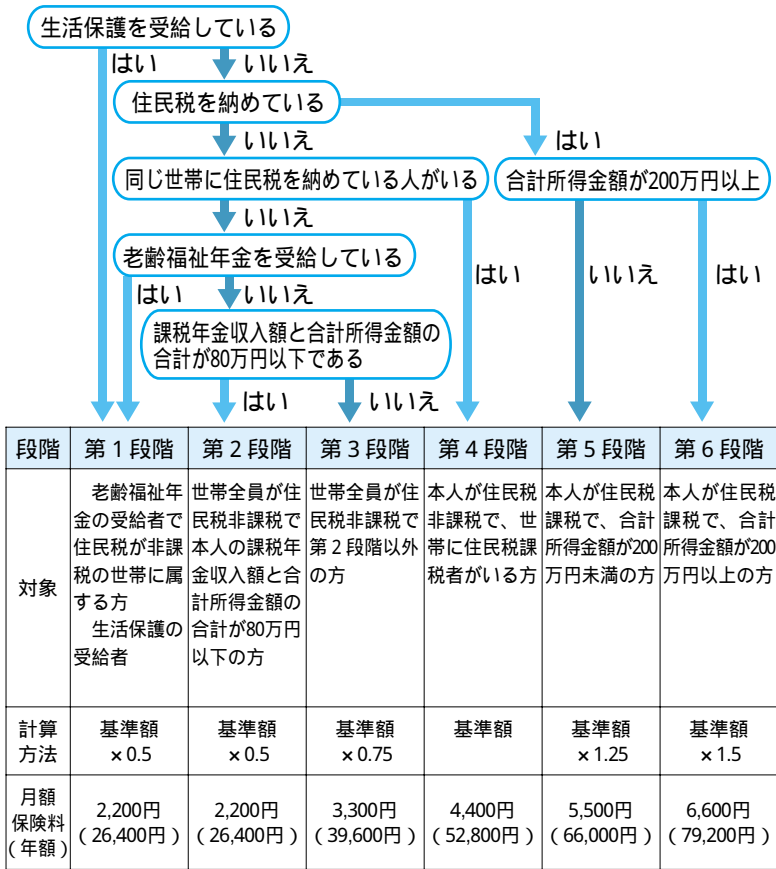 生活保護を受給している
はい
いいえ
住民税を納めている
いいえ
はい
同じ世帯に住民税を納めている人がいる
合計所得金額が200万円以上
いいえ
老齢福祉年金を受給している
はい
いいえ
はい
はい
いいえ
課税年金収入額と合計所得金額の
合計が80万円以下である
はい
いいえ
段階
第1段階
第2段階
第3段階
第4段階
第5段階
第6段階
対象
老齢福祉年
金の受給者で
住民税が非課
税の世帯に属
する方
生活保護の
受給者
世帯全員が住
民税非課税で
本人の課税年
金収入額と合
計所得金額の
合計が80万円
以下の方
世帯全員が住
民税非課税で
第2段階以外
の方
本人が住民税
非課税で、世
帯に住民税課
税者がいる方
本人が住民税
課税で、合計
所得金額が200
万円未満の方
本人が住民税
課税で、合計
所得金額が200
万円以上の方
計算
方法
基準額
×0.5
基準額
×0.5
基準額
×0.75
基準額
基準額
×1.25
基準額
×1.5
月額
保険料
(年額)
2,200円
(26,400円)
2,200円
(26,400円)
3,300円
(39,600円)
4,400円
(52,800円)
5,500円
(66,000円)
6,600円
(79,200円)